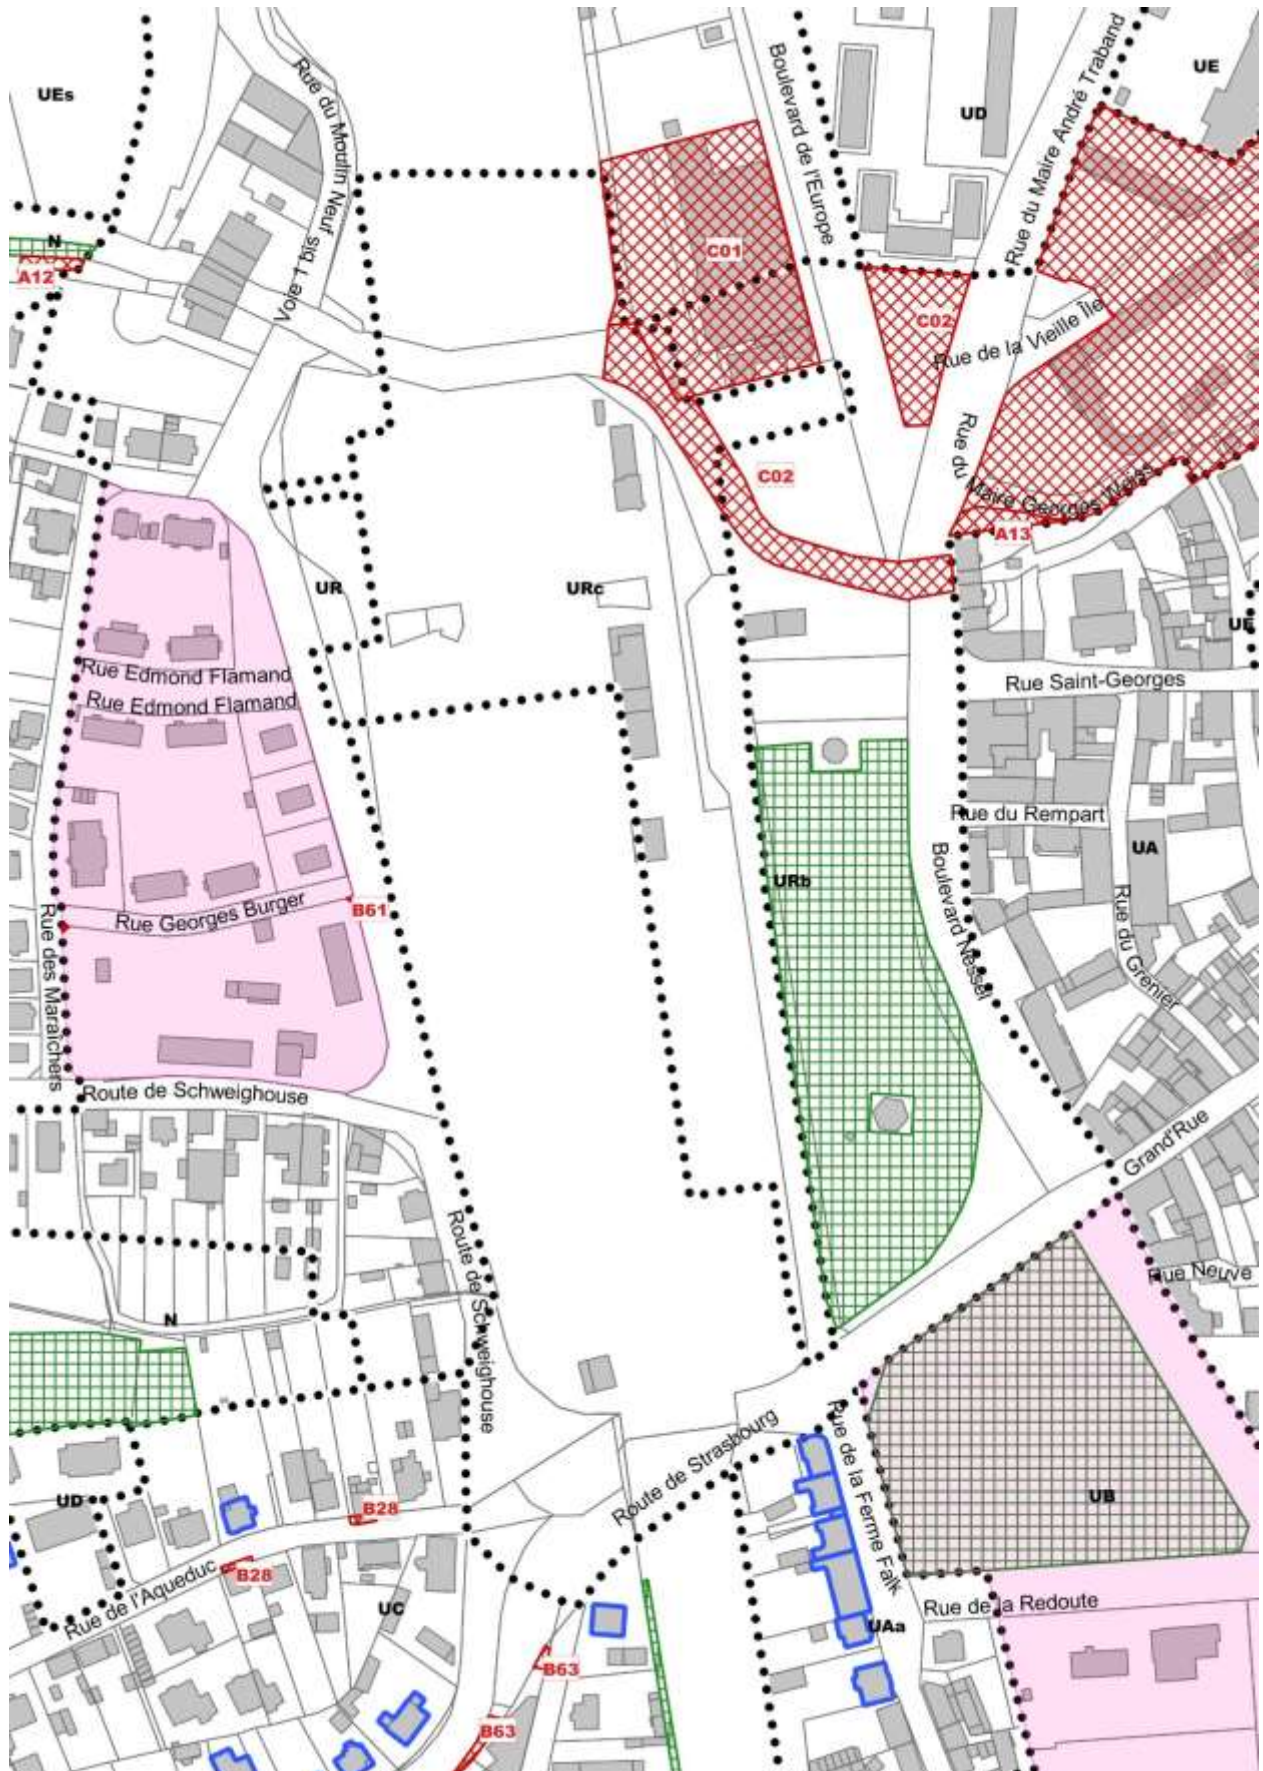 UEs
Rue du Moulin Neuf
Boulevard de l'Europe
UD
Rue du Maire André Traband
UE
N
A12
Voie 1 bis
C01
C02
Rue de la Vieille Île
C02
Rue du Maire Georges Weiss
A13
UR
URc
UE
Rue Edmond Flamand
Rue Edmond Flamand
Rue Saint-Georges
Rue du Rempart
UA
URb
Boulevard Nessel
Rue du Grenier
B61
Rue Georges Burger
Rue des Maraîchers
Route de Schweighouse
Grand'Rue
Rue Neuve
Route de Schweighouse
N
Route de Strasbourg
Rue de la Ferme Falk
UD
B28
UB
B28
Rue de l'Aqueduc
UC
Rue de la Redoute
UAa
B63
B63